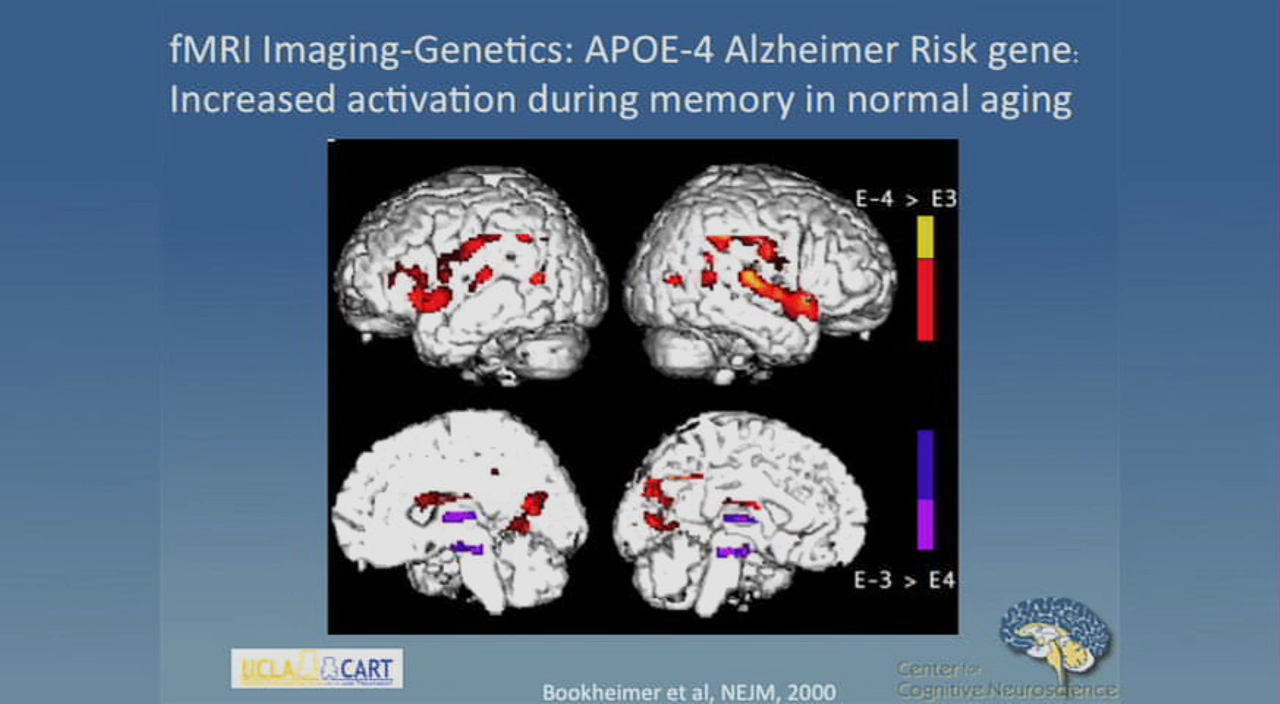 fMRI Imaging-Genetics: APOE-4 Alzheimer Risk gene:
Increased activation during memory in normal aging
E-4 > E3
E-3 > E4
UCLA CART
Bookheimer et al, NEJM, 2000
Center for
Cognitive Neuroscience